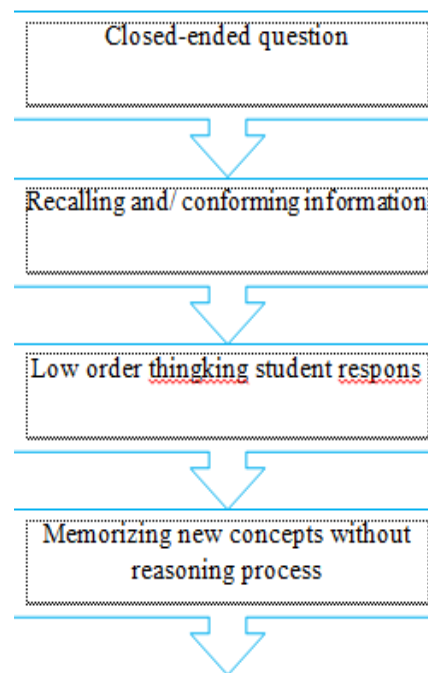 Closed-ended question
Recalling and/ conforming information
Low order thingking student respons
Memorizing new concepts without
reasoning process